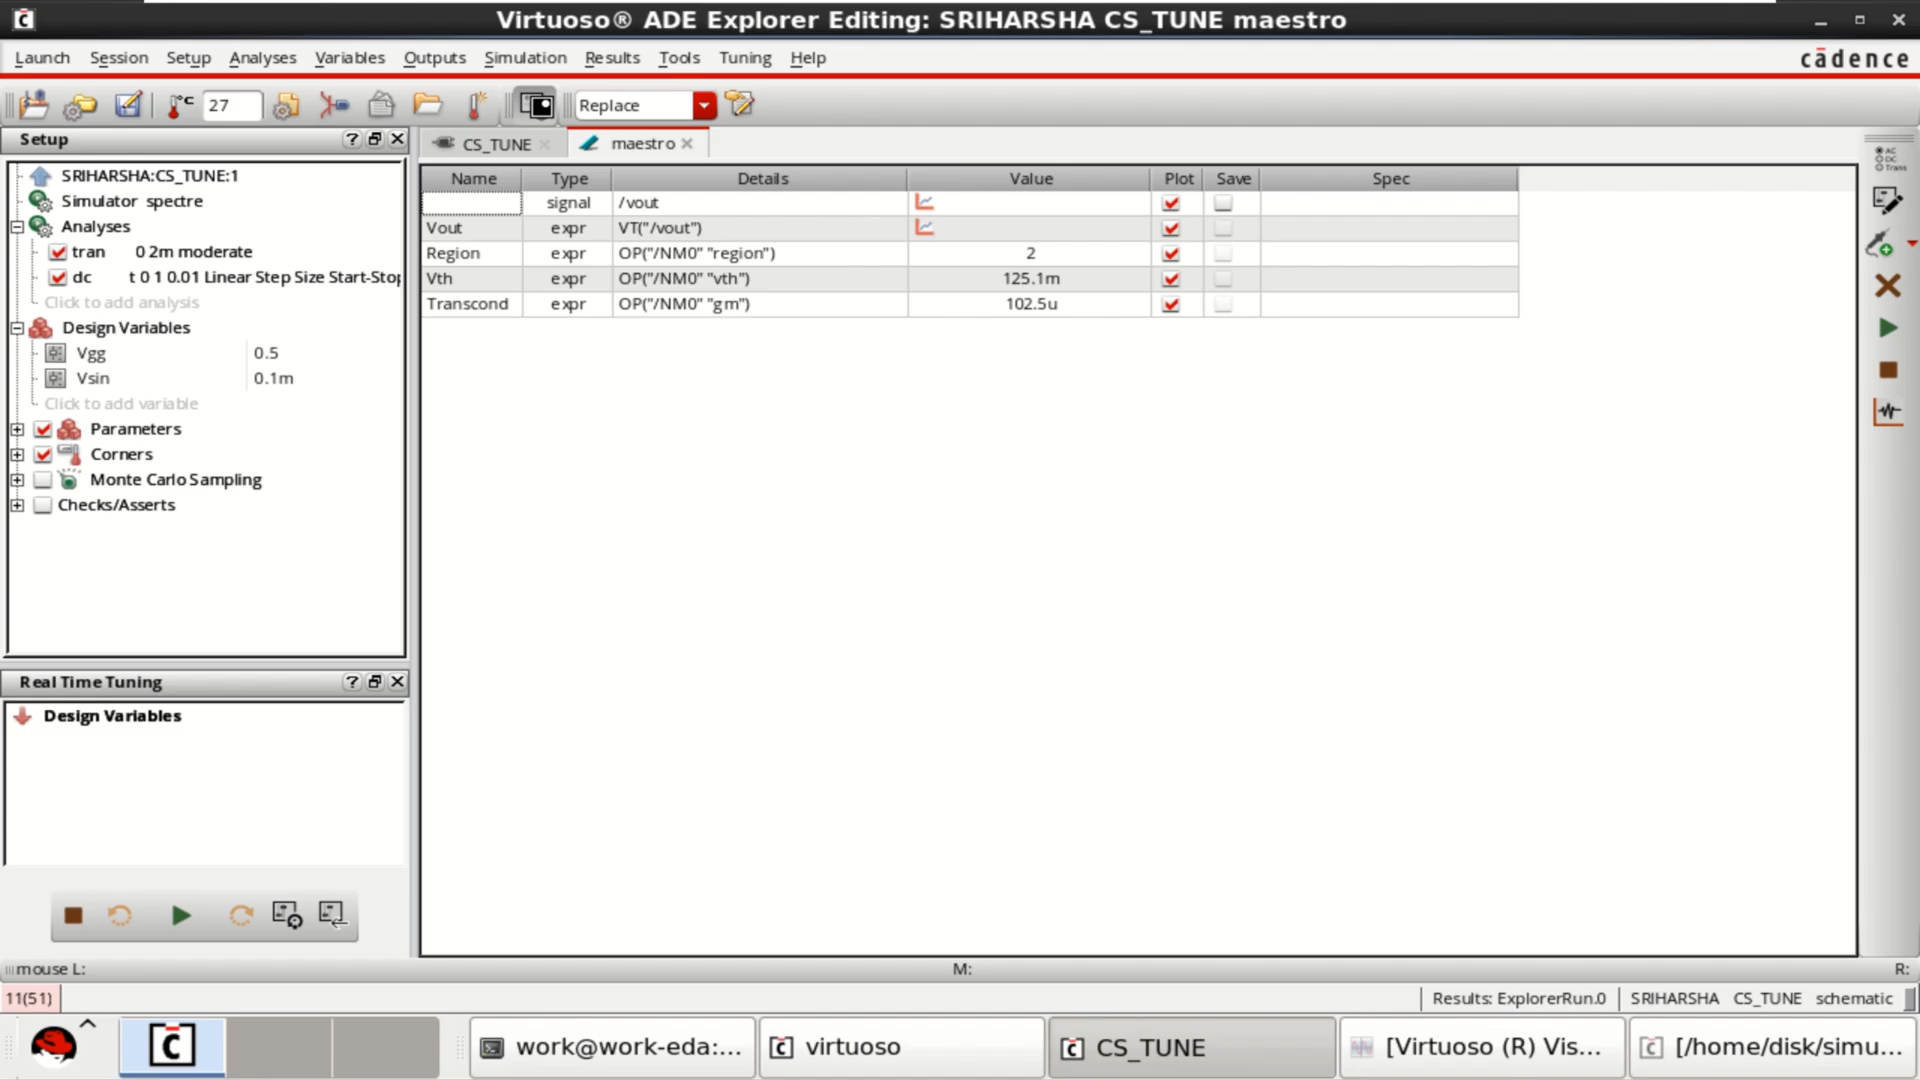 Virtuoso® ADE Explorer Editing: SRIHARSHA CS_TUNE maestro
Launch Session Setup Analyses Variables Outputs Simulation Results Tools Tuning Help cādence
°C 27 Replace
Setup
CS_TUNE maestro
SRIHARSHA:CS_TUNE:1
Simulator spectre
Analyses
tran 0 2m moderate
dc t 0 1 0.01 Linear Step Size Start-Stop
Click to add analysis
Design Variables
Vgg 0.5
Vsin 0.1m
Click to add variable
Parameters
Corners
Monte Carlo Sampling
Checks/Asserts
Name Type Details Value Plot Save Spec
signal /vout
Vout expr VT("/vout")
Region expr OP("/NM0" "region") 2
Vth expr OP("/NM0" "vth") 125.1m
Transcond expr OP("/NM0" "gm") 102.5u
AC
DC
Trans
Real Time Tuning
Design Variables
mouse L: M: R:
11(51) Results: ExplorerRun.0 SRIHARSHA CS_TUNE schematic
work@work-eda:... virtuoso CS_TUNE [Virtuoso (R) Vis... [/home/disk/simu...